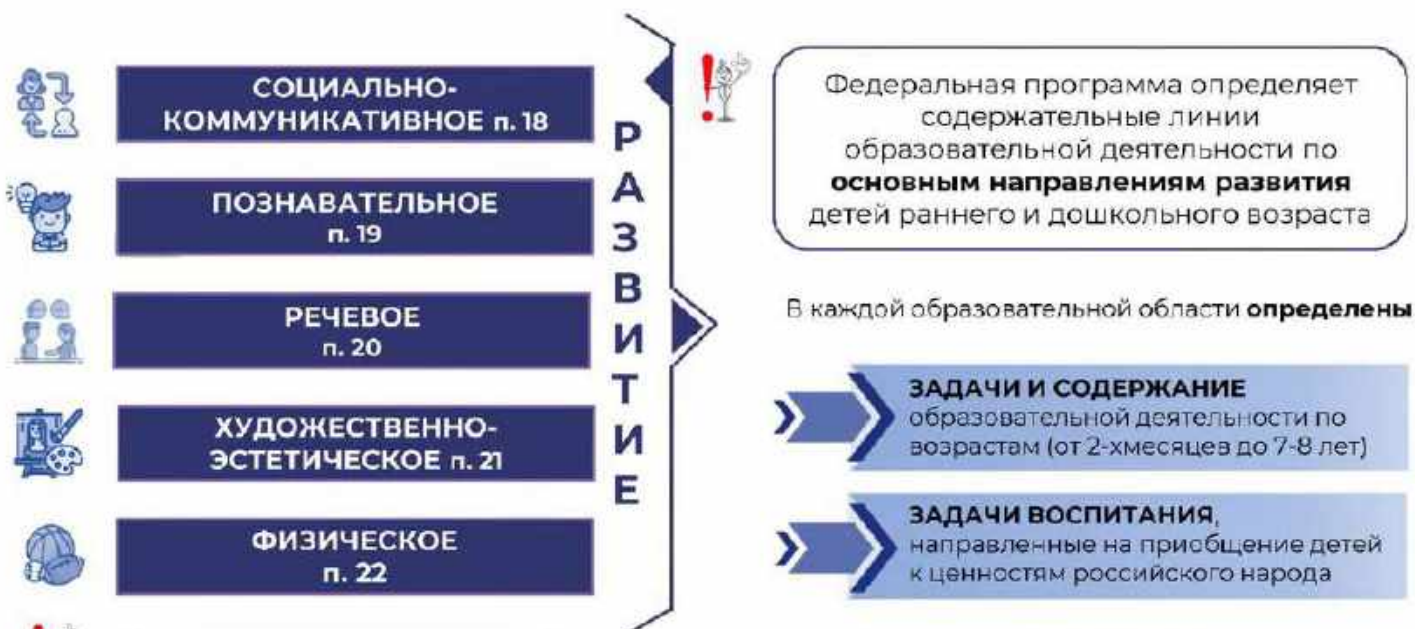 СОЦИАЛЬНО-
КОММУНИКАТИВНОЕ п. 18
ПОЗНАВАТЕЛЬНОЕ
п. 19
РЕЧЕВОЕ
п. 20
ХУДОЖЕСТВЕННО-
ЭСТЕТИЧЕСКОЕ п. 21
ФИЗИЧЕСКОЕ
п. 22
РАЗВИТИЕ
Федеральная программа определяет
содержательные линии
образовательной деятельности по
основным направлениям развития
детей раннего и дошкольного возраста
В каждой образовательной области определены
ЗАДАЧИ И СОДЕРЖАНИЕ
образовательной деятельности по
возрастам (от 2-хмесяцев до 7-8 лет)
ЗАДАЧИ ВОСПИТАНИЯ,
направленные на приобщение детей
к ценностям российского народа